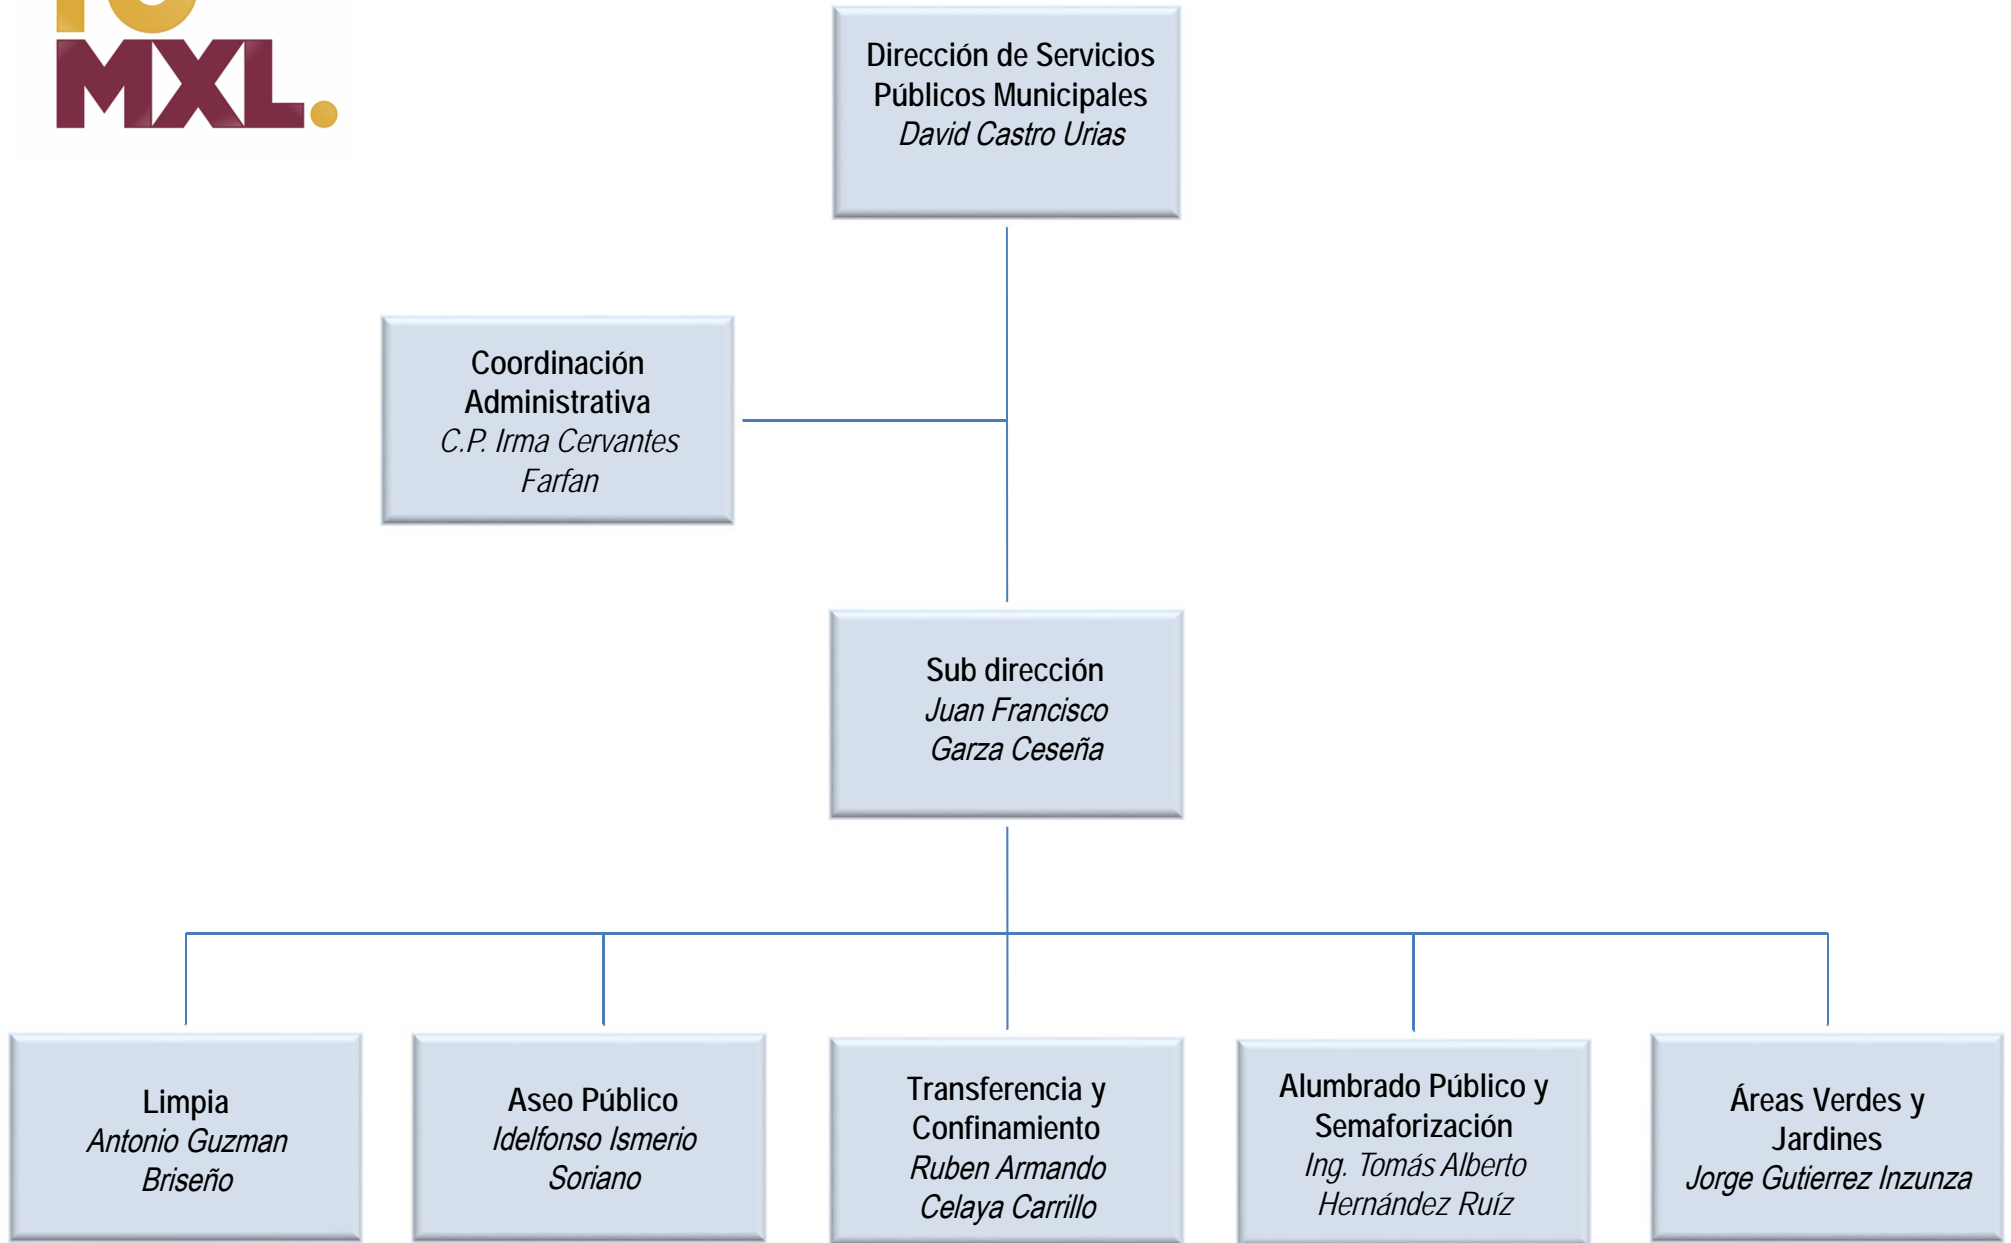 MXL.
Dirección de Servicios
Públicos Municipales
David Castro Urias
Coordinación
Administrativa
C.P. Irma Cervantes
Farfan
Sub dirección
Juan Francisco
Garza Ceseña
Limpia
Antonio Guzman
Briseño
Aseo Público
Idelfonso Ismerio
Soriano
Transferencia y
Confinamiento
Ruben Armando
Celaya Carrillo
Alumbrado Público y
Semaforización
Ing. Tomás Alberto
Hernández Ruíz
Áreas Verdes y
Jardines
Jorge Gutierrez Inzunza